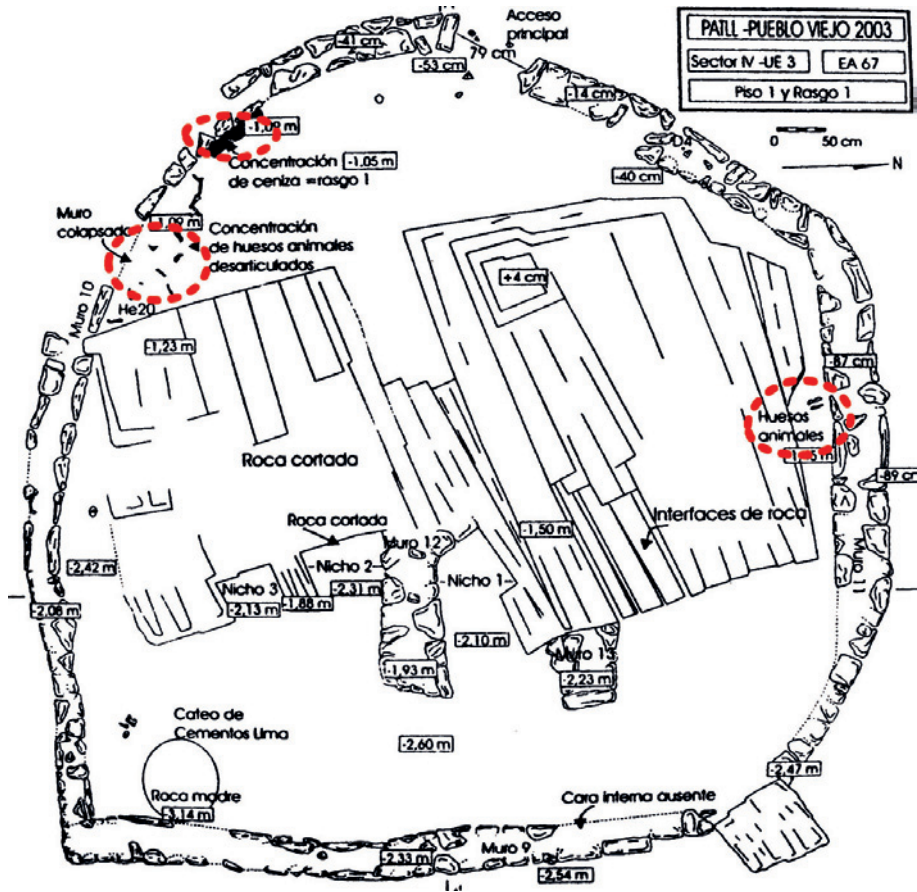 Acceso
principal
PATLL -PUEBLO VIEJO 2003
Sector IV -UE 3
EA 67
Piso 1 y Rasgo 1
-41 cm
79 cm
-53 cm
-14 cm
0 50 cm
N
-1,09 m
Concentración
de ceniza =rasgo 1
-1,05 m
-40 cm
Muro
colapsado
-1,09 m
Concentración
de huesos animales
desarticulados
+4 cm
Muro 10
He20
-1,23 m
-87 cm
Huesos
animales
-89 cm
Roca cortada
Interfaces de roca
Roca cortada
Muro 12
-1,50 m
Muro 11
-2,42 m
Nicho 2
-2,31 m
-Nicho 1-
Nicho 3
-2,13 m
-1,88 m
-2,08 m
-2,10 m
Muro 13
-1,93 m
-2,23 m
Cateo de
Cementos Lima
-2,60 m
-2,47 m
Roca madre
-3,14 m
Cara interna ausente
Muro 9
-2,33 m
-2,54 m